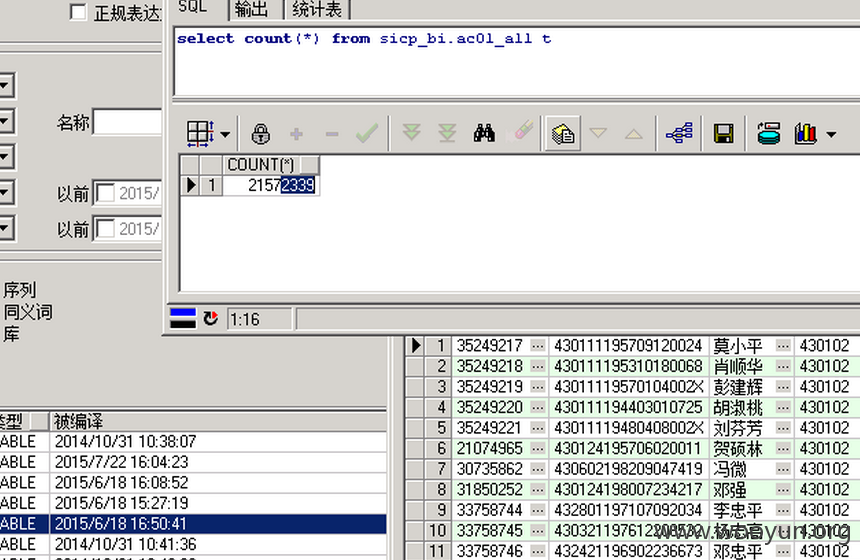 SQL 输出 统计表
正规表达
select count(*) from sicp_bi.ac01_all t
名称
COUNT(*)
1 21572339
以前 2015/
以前 2015/
序列
同义词
库
1:16
1 35249217 ... 430111195709120024 莫小平 ... 430102
2 35249218 ... 430111195310180068 肖顺华 ... 430102
3 35249219 ... 43011119570104002X 彭建辉 ... 430102
4 35249220 ... 430111194403010725 胡淑桃 ... 430102
5 35249221 ... 43011119480408002X 刘芬芳 ... 430102
6 21074965 ... 430124195706020011 贺硕林 ... 430102
7 30735862 ... 430602198209047419 冯微 ... 430102
8 31850252 ... 430124198007234217 邓强 ... 430102
9 33758744 ... 432801197107092034 李忠平 ... 430102
10 33758745 ... 430102
11 33758746 ... 432421196902236673 邓忠平 ... 430102
www.wooyun.org
类型 被编译
ABLE 2014/10/31 10:38:07
ABLE 2015/7/22 16:04:23
ABLE 2015/6/18 16:08:52
ABLE 2015/6/18 15:27:19
ABLE 2015/6/18 16:50:41
ABLE 2014/10/31 10:41:36